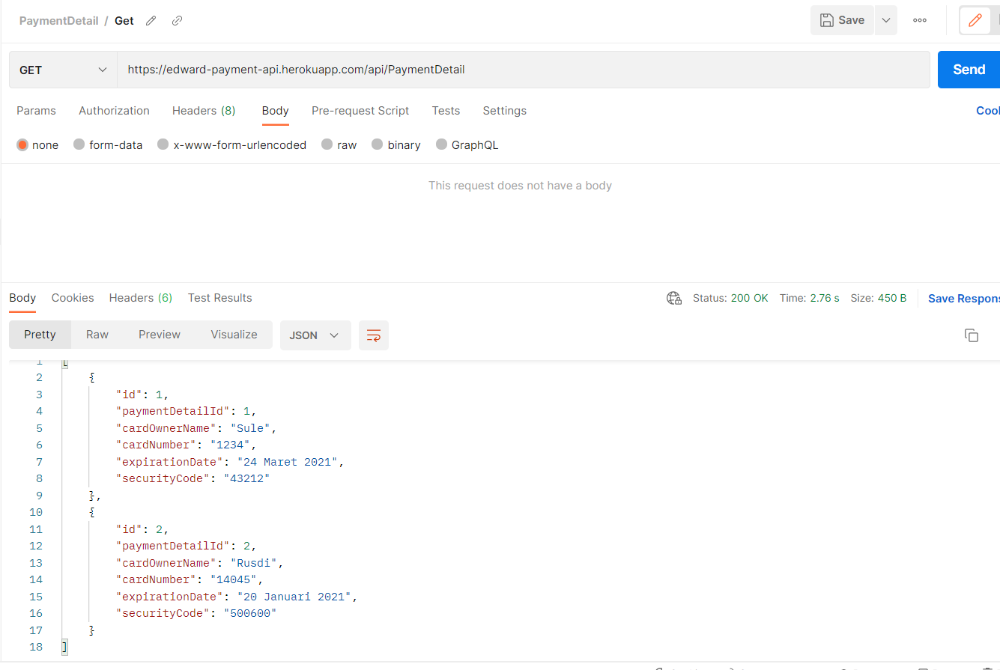 PaymentDetail / Get
Save
GET
https://edward-payment-api.herokuapp.com/api/PaymentDetail
Send
Params Authorization Headers (8) Body Pre-request Script Tests Settings
none form-data x-www-form-urlencoded raw binary GraphQL
This request does not have a body
Body Cookies Headers (6) Test Results Status: 200 OK Time: 2.76 s Size: 450 B Save Respons
Pretty Raw Preview Visualize JSON
1 [
2 {
3 "id": 1,
4 "paymentDetailId": 1,
5 "cardOwnerName": "Sule",
6 "cardNumber": "1234",
7 "expirationDate": "24 Maret 2021",
8 "securityCode": "43212"
9 },
10 {
11 "id": 2,
12 "paymentDetailId": 2,
13 "cardOwnerName": "Rusdi",
14 "cardNumber": "14045",
15 "expirationDate": "20 Januari 2021",
16 "securityCode": "500600"
17 }
18 ]